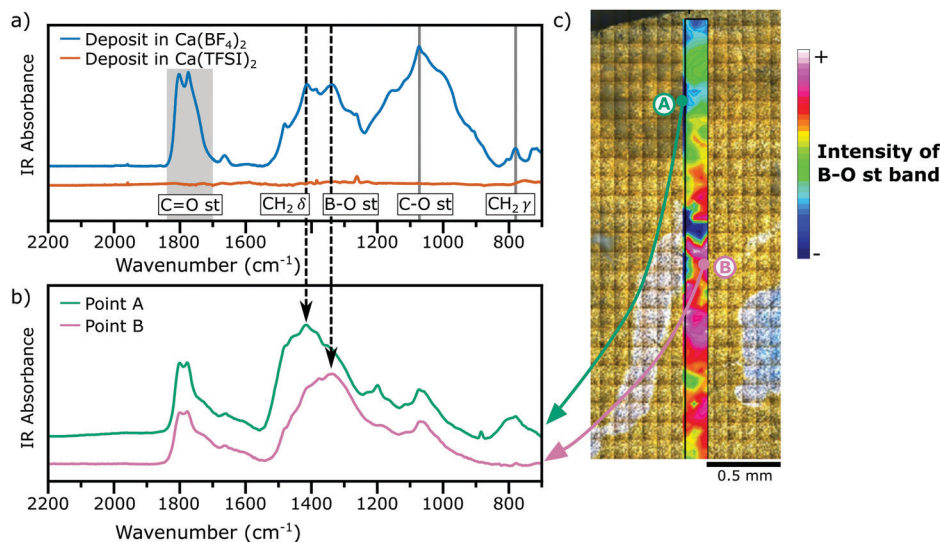 a)
Deposit in Ca(BF₄)₂
Deposit in Ca(TFSI)₂
IR Absorbance
C=O st
CH₂ δ
B-O st
C-O st
CH₂ γ
2200 2000 1800 1600 1400 1200 1000 800
Wavenumber (cm⁻¹)
b)
Point A
Point B
IR Absorbance
2200 2000 1800 1600 1400 1200 1000 800
Wavenumber (cm⁻¹)
c)
A
B
0.5 mm
+
Intensity of
B-O st band
-